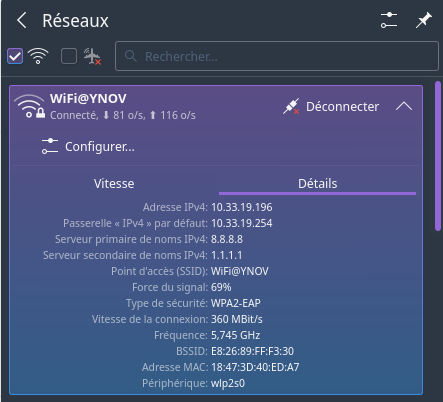 Réseaux
Rechercher...
WiFi@YNOV
Connecté, ⬇ 81 o/s, ⬆ 116 o/s
Déconnecter
Configurer...
Vitesse
Détails
Adresse IPv4: 10.33.19.196
Passerelle « IPv4 » par défaut: 10.33.19.254
Serveur primaire de noms IPv4: 8.8.8.8
Serveur secondaire de noms IPv4: 1.1.1.1
Point d'accès (SSID): WiFi@YNOV
Force du signal: 69%
Type de sécurité: WPA2-EAP
Vitesse de la connexion: 360 MBit/s
Fréquence: 5,745 GHz
BSSID: E8:26:89:FF:F3:30
Adresse MAC: 18:47:3D:40:ED:A7
Périphérique: wlp2s0